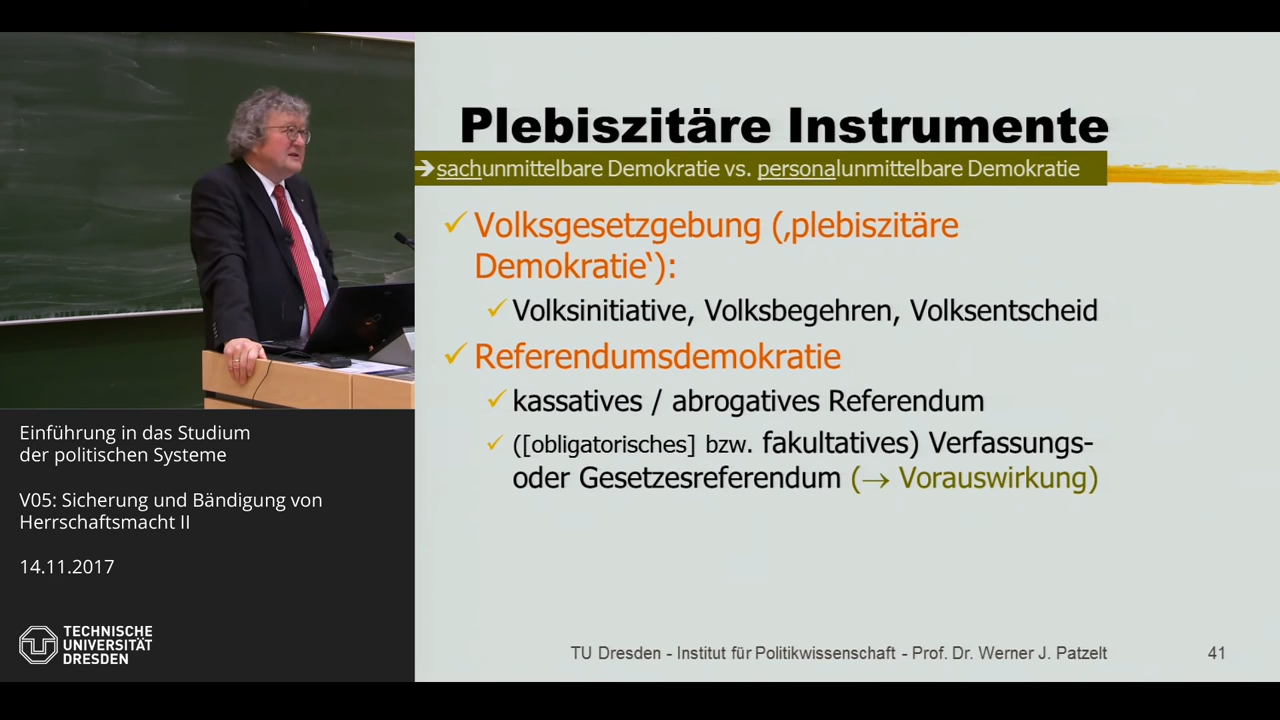 Plebiszitäre Instrumente
➔sachunmittelbare Demokratie vs. personalunmittelbare Demokratie
✓ Volksgesetzgebung (‚plebiszitäre
Demokratie‘):
✓ Volksinitiative, Volksbegehren, Volksentscheid
✓ Referendumsdemokratie
✓ kassatives / abrogatives Referendum
✓ ([obligatorisches] bzw. fakultatives) Verfassungs-
oder Gesetzesreferendum (→ Vorauswirkung)
TU Dresden - Institut für Politikwissenschaft - Prof. Dr. Werner J. Patzelt
41
Einführung in das Studium
der politischen Systeme
V05: Sicherung und Bändigung von
Herrschaftsmacht II
14.11.2017
TECHNISCHE
UNIVERSITÄT
DRESDEN